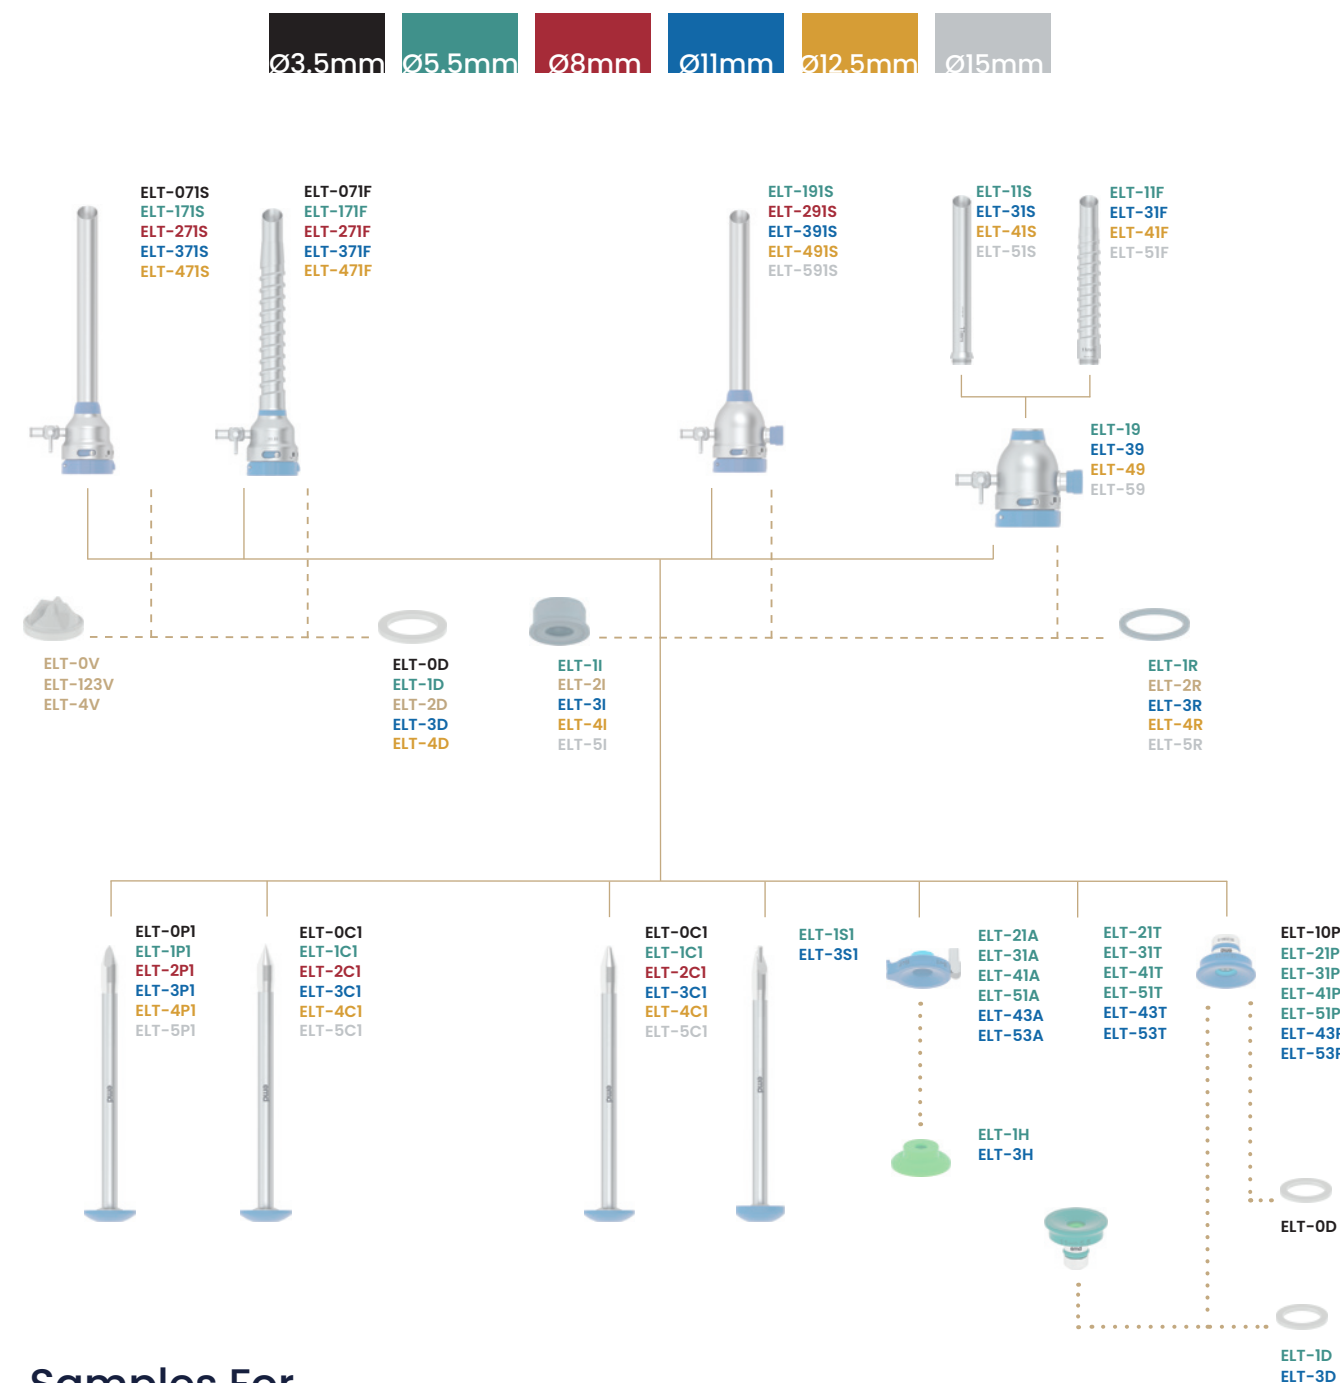 Ø3.5mm Ø5.5mm Ø8mm Ø11mm Ø12.5mm Ø15mm
ELT-071S
ELT-171S
ELT-271S
ELT-371S
ELT-471S
ELT-071F
ELT-171F
ELT-271F
ELT-371F
ELT-471F
ELT-191S
ELT-291S
ELT-391S
ELT-491S
ELT-591S
ELT-11S
ELT-31S
ELT-41S
ELT-51S
ELT-11F
ELT-31F
ELT-41F
ELT-51F
ELT-19
ELT-39
ELT-49
ELT-59
ELT-0V
ELT-123V
ELT-4V
ELT-0D
ELT-1D
ELT-2D
ELT-3D
ELT-4D
ELT-1I
ELT-2I
ELT-3I
ELT-4I
ELT-5I
ELT-1R
ELT-2R
ELT-3R
ELT-4R
ELT-5R
ELT-0P1
ELT-1P1
ELT-2P1
ELT-3P1
ELT-4P1
ELT-5P1
ELT-0C1
ELT-1C1
ELT-2C1
ELT-3C1
ELT-4C1
ELT-5C1
ELT-0C1
ELT-1C1
ELT-2C1
ELT-3C1
ELT-4C1
ELT-5C1
ELT-1S1
ELT-3S1
ELT-21A
ELT-31A
ELT-41A
ELT-51A
ELT-43A
ELT-53A
ELT-21T
ELT-31T
ELT-41T
ELT-51T
ELT-43T
ELT-53T
ELT-10P
ELT-21P
ELT-31P
ELT-41P
ELT-51P
ELT-43P
ELT-53P
ELT-1H
ELT-3H
ELT-0D
ELT-1D
ELT-3D
Samples For